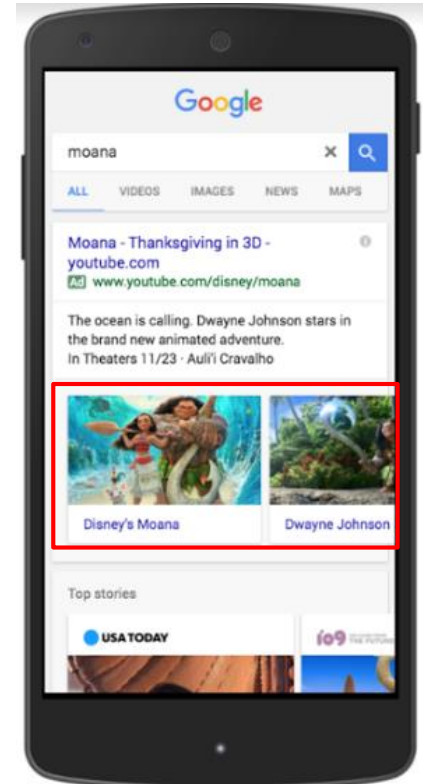 Google
moana
ALL VIDEOS IMAGES NEWS MAPS
Moana - Thanksgiving in 3D -
youtube.com
Ad www.youtube.com/disney/moana
The ocean is calling. Dwayne Johnson stars in
the brand new animated adventure.
In Theaters 11/23 · Auli'i Cravalho
Disney's Moana Dwayne Johnson
Top stories
USA TODAY io9